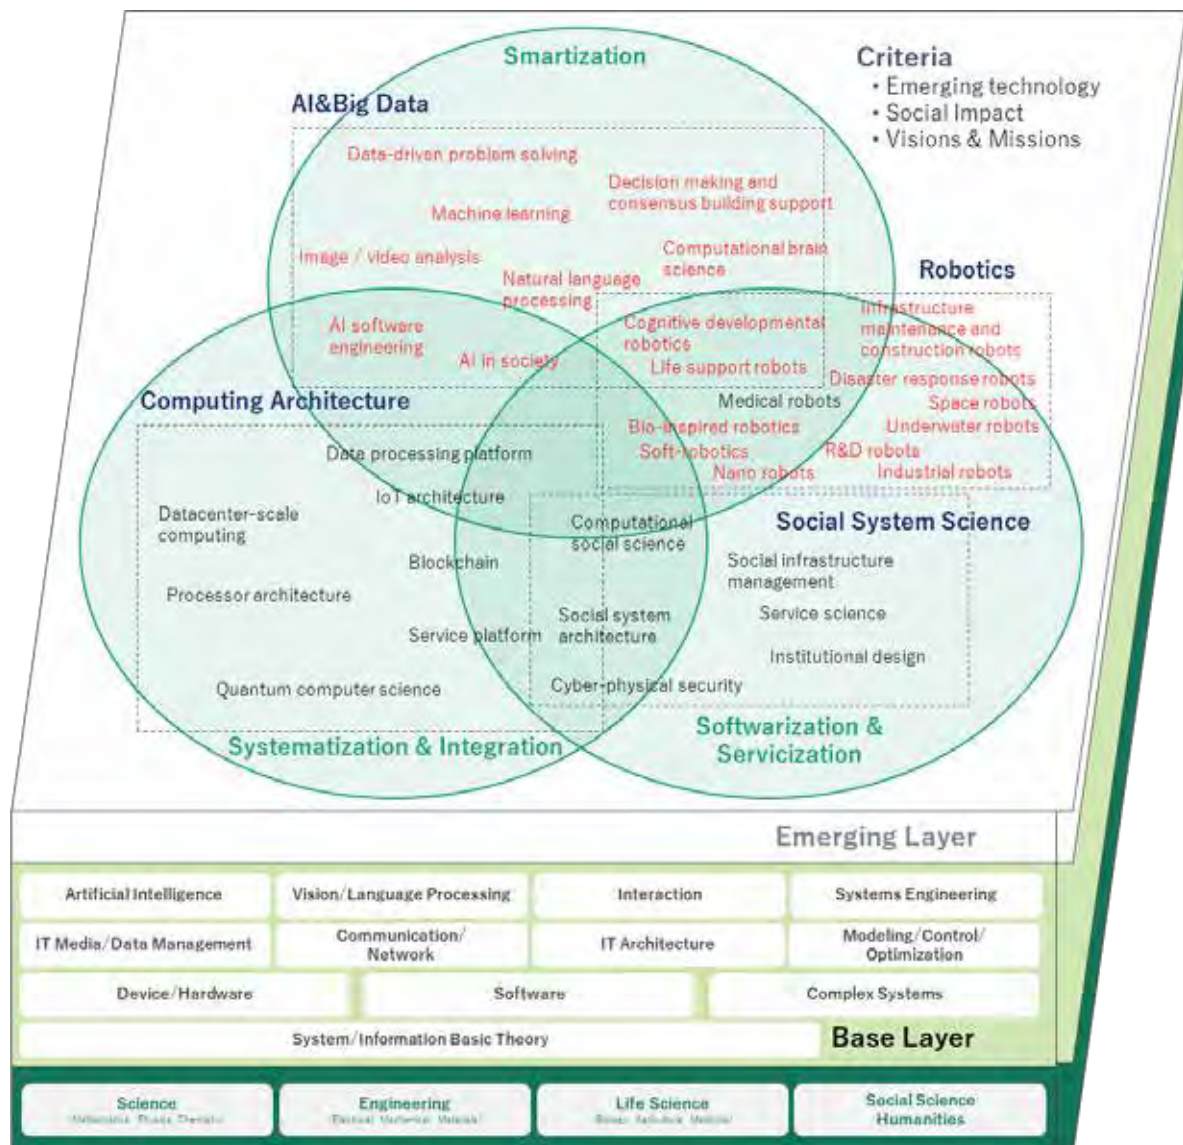 Smartization
Criteria
• Emerging technology
• Social Impact
• Visions & Missions
AI&Big Data
Data-driven problem solving
Decision making and
consensus building support
Machine learning
Image / video analysis
Computational brain
science
Natural language
processing
Robotics
AI software
engineering
AI in society
Cognitive developmental
robotics
Life support robots
Infrastructure
maintenance and
construction robots
Disaster response robots
Medical robots
Space robots
Bio-inspired robotics
Underwater robots
Soft-robotics
R&D robots
Nano robots
Industrial robots
Computing Architecture
Data processing platform
IoT architecture
Datacenter-scale
computing
Blockchain
Processor architecture
Service platform
Quantum computer science
Systematization & Integration
Social System Science
Computational
social science
Social infrastructure
management
Service science
Social system
architecture
Institutional design
Cyber-physical security
Softwarization &
Servicization
Emerging Layer
Artificial Intelligence
Vision/Language Processing
Interaction
Systems Engineering
IT Media/Data Management
Communication/
Network
IT Architecture
Modeling/Control/
Optimization
Device/Hardware
Software
Complex Systems
System/Information Basic Theory
Base Layer
Science
Engineering
Life Science
Social Science
Humanities